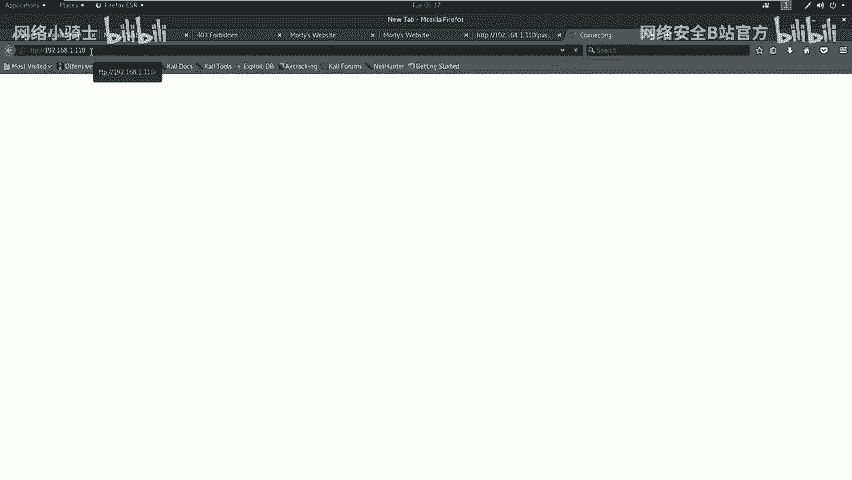 Applications Places Firefox ESR Tue 05:17
New Tab - Mozilla Firefox
网络小骑士 bilibili 网络安全B站官方 bilibili
403 Forbidden Morty's Website Morty's Website http://192.168.1.110/pas Connecting...
ftp://192.168.1.110 Search
Most Visited Offensive Kali Docs Kali Tools Exploit-DB Aircrack-ng Kali Forums NetHunter Getting Started
ftp://192.168.1.110/